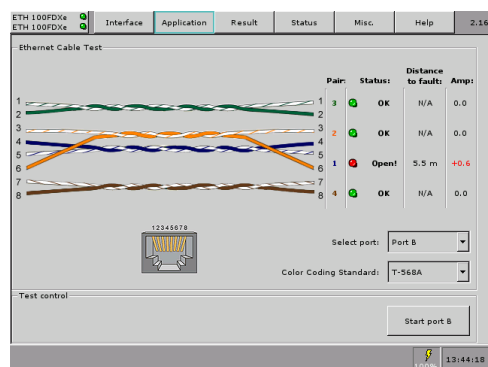 ETH 100FDXe
ETH 100FDXe
Interface Application Result Status Misc. Help 2.16
Ethernet Cable Test
Pair: Status: Distance to fault: Amp:
1 1 3 OK N/A 0.0
2 2
3 3 2 OK N/A 0.0
4 4
5 5 1 Open! 5.5 m +0.6
6 6
7 7 4 OK N/A 0.0
8 8
12345678
Select port: Port B
Color Coding Standard: T-568A
Test control
Start port B
100% 13:44:18